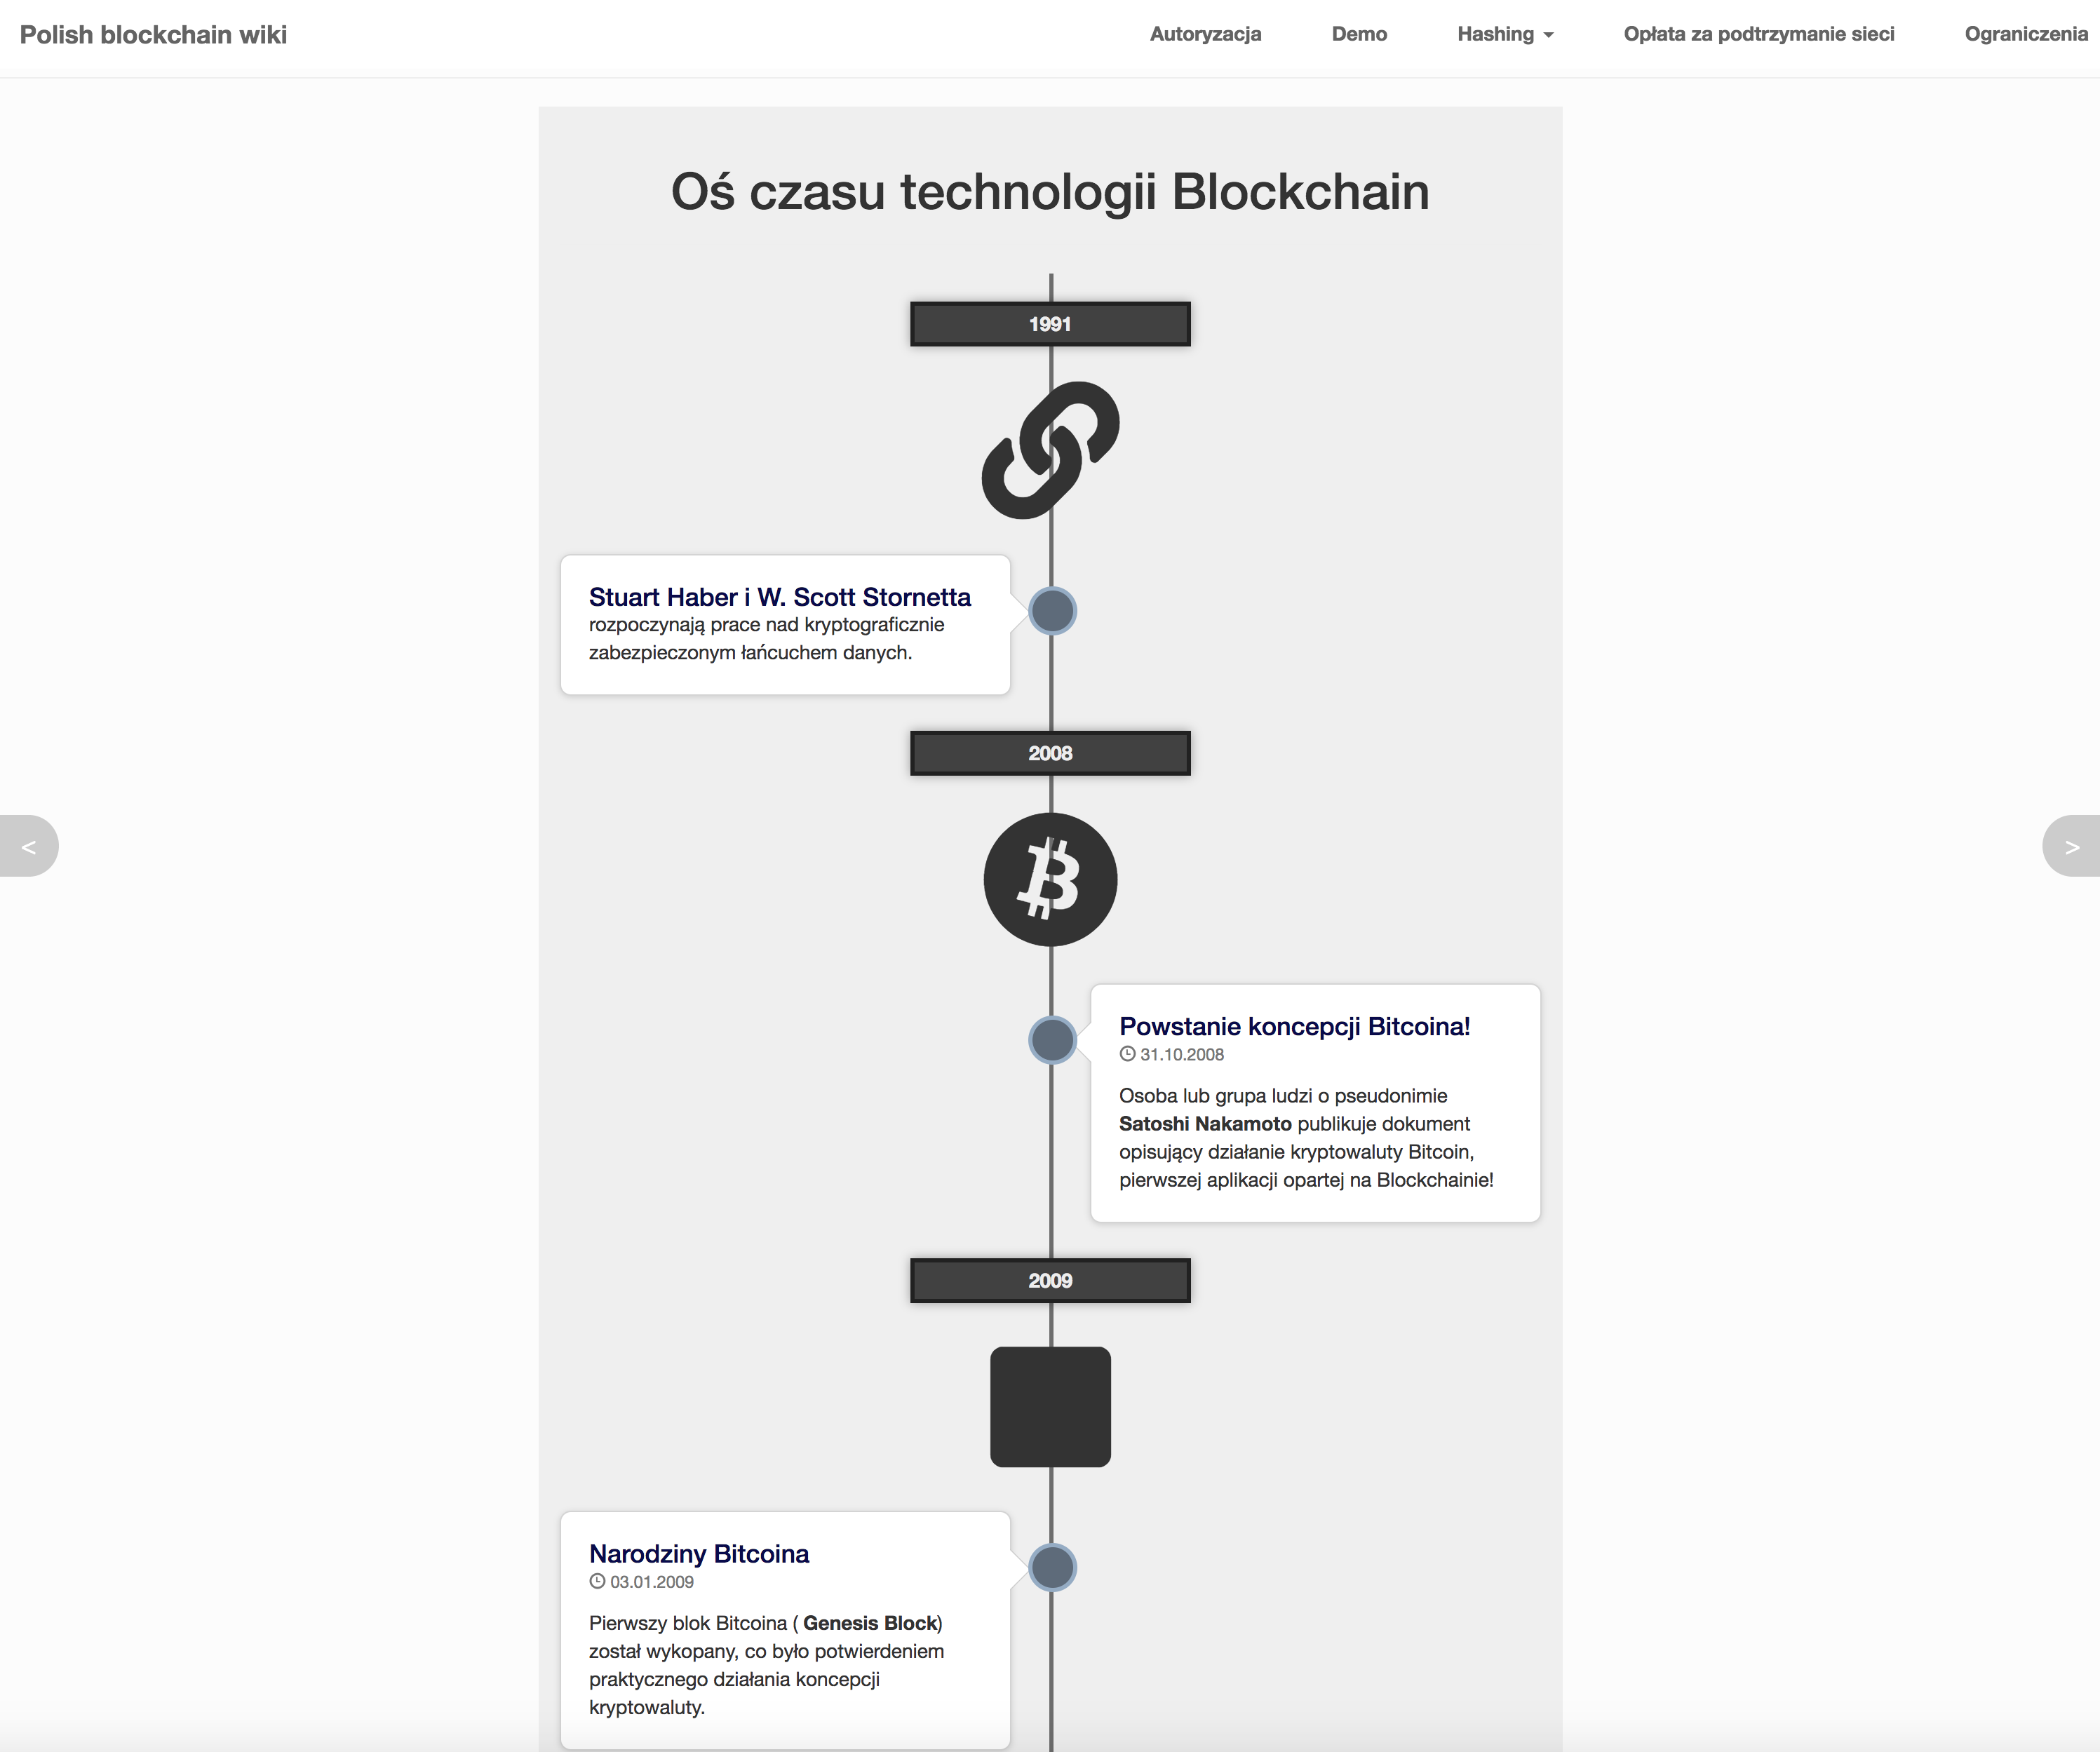 Polish blockchain wiki
Autoryzacja
Demo
Hashing
Opłata za podtrzymanie sieci
Ograniczenia
Oś czasu technologii Blockchain
1991
Stuart Haber i W. Scott Stornetta
rozpoczynają prace nad kryptograficznie
zabezpieczonym łańcuchem danych.
2008
<
>
Powstanie koncepcji Bitcoina!
31.10.2008
Osoba lub grupa ludzi o pseudonimie
Satoshi Nakamoto publikuje dokument
opisujący działanie kryptowaluty Bitcoin,
pierwszej aplikacji opartej na Blockchainie!
2009
Narodziny Bitcoina
03.01.2009
Pierwszy blok Bitcoina ( Genesis Block)
został wykopany, co było potwierdeniem
praktycznego działania koncepcji
kryptowaluty.